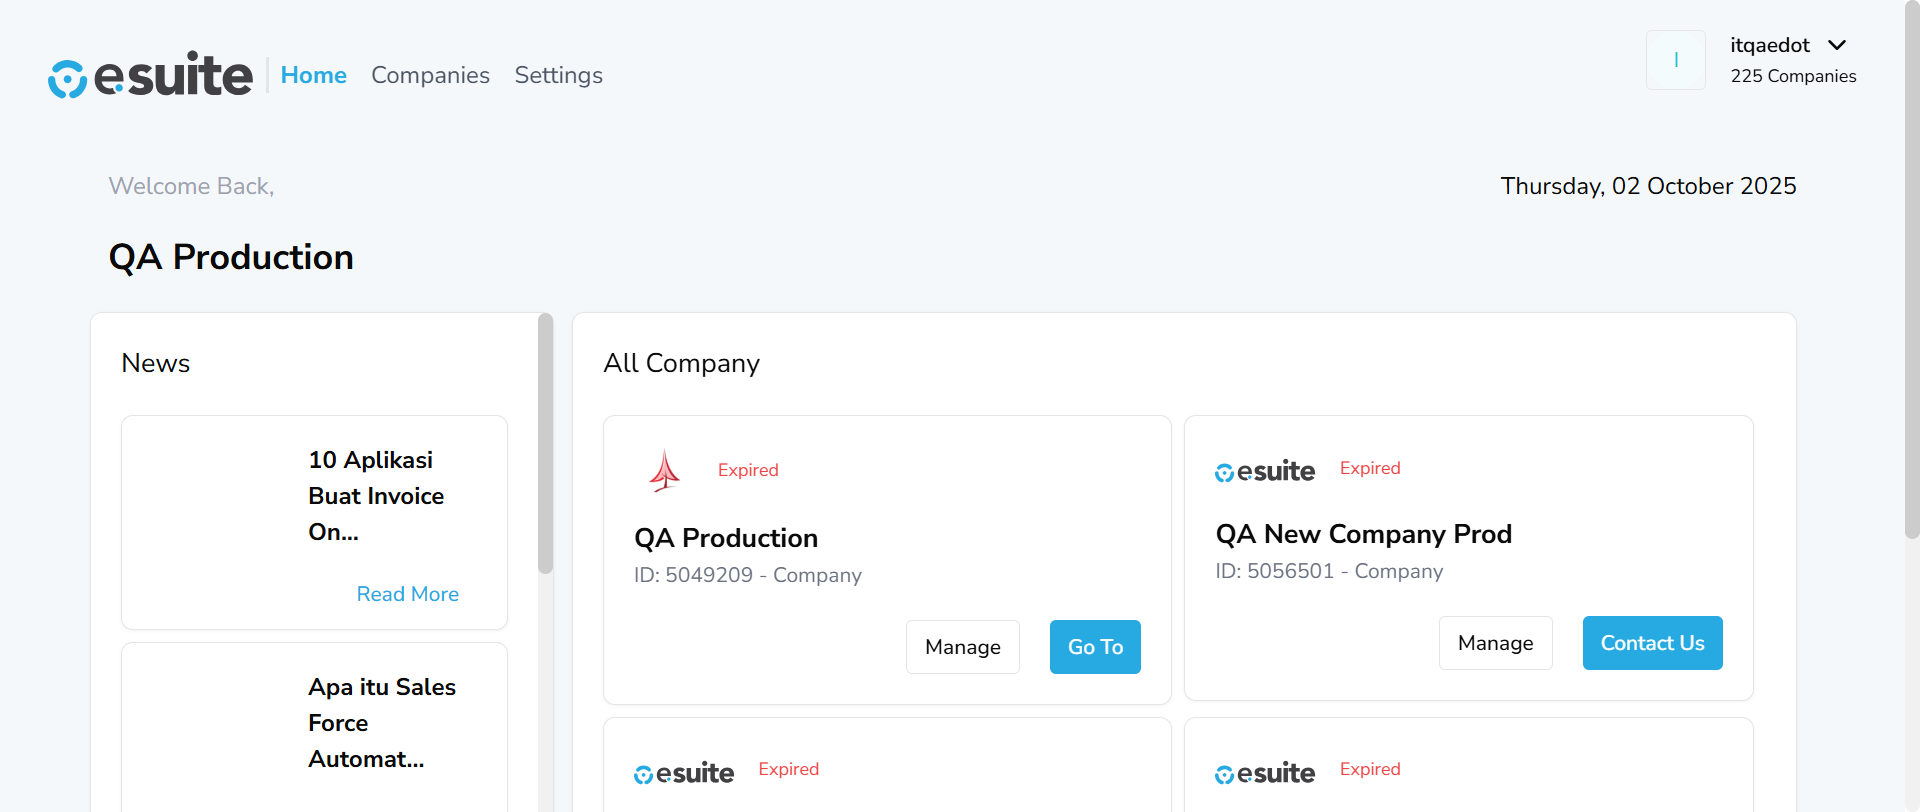 esuite
Home
Companies
Settings
I
itqaedot
225 Companies
Welcome Back,
Thursday, 02 October 2025
QA Production
News
10 Aplikasi
Buat Invoice
On...
Read More
Apa itu Sales
Force
Automat...
All Company
Expired
QA Production
ID: 5049209 - Company
Manage
Go To
esuite
Expired
QA New Company Prod
ID: 5056501 - Company
Manage
Contact Us
esuite
Expired
esuite
Expired